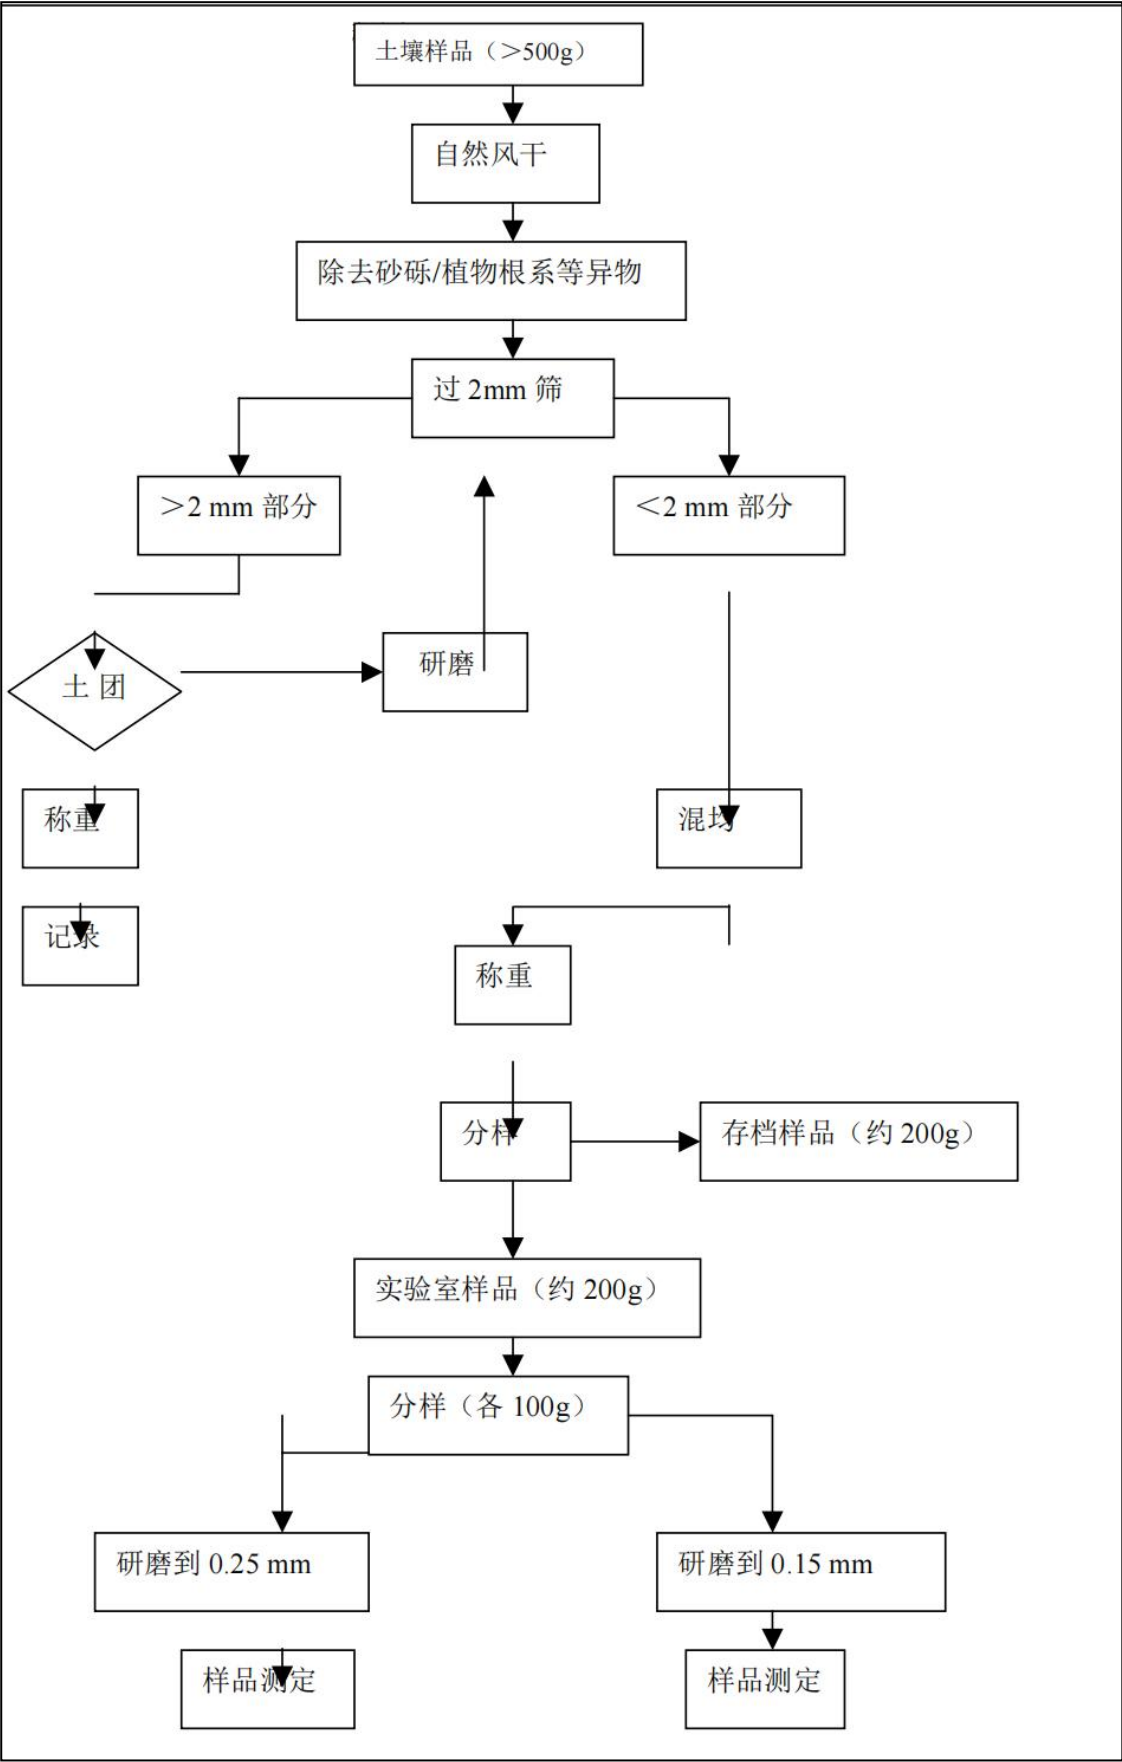 土壤样品（＞500g）
自然风干
除去砂砾/植物根系等异物
过 2mm 筛
＞2 mm 部分
＜2 mm 部分
土 团
研磨
称重
混均
记录
称重
分样
存档样品（约 200g）
实验室样品（约 200g）
分样（各 100g）
研磨到 0.25 mm
研磨到 0.15 mm
样品测定
样品测定